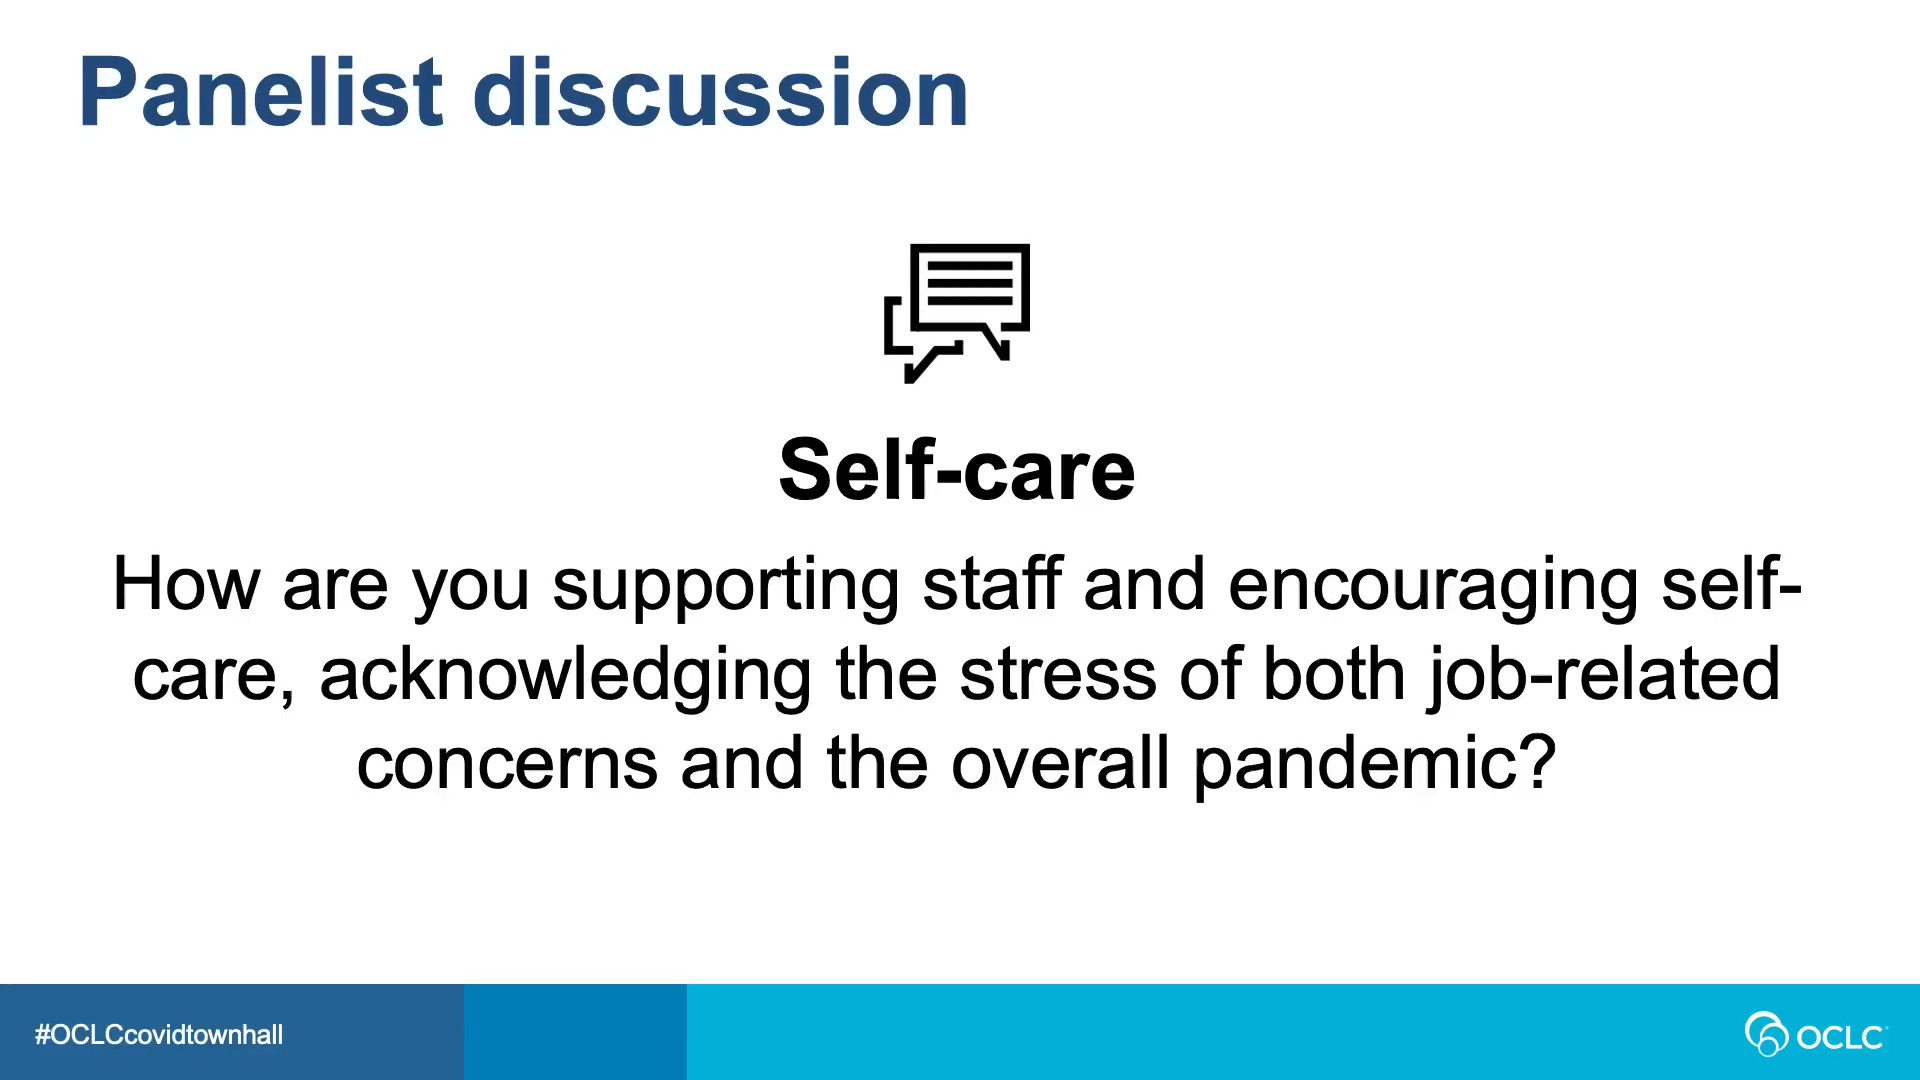 Panelist discussion
Self-care
How are you supporting staff and encouraging self-
care, acknowledging the stress of both job-related
concerns and the overall pandemic?
#OCLCcovidtownhall
OCLC